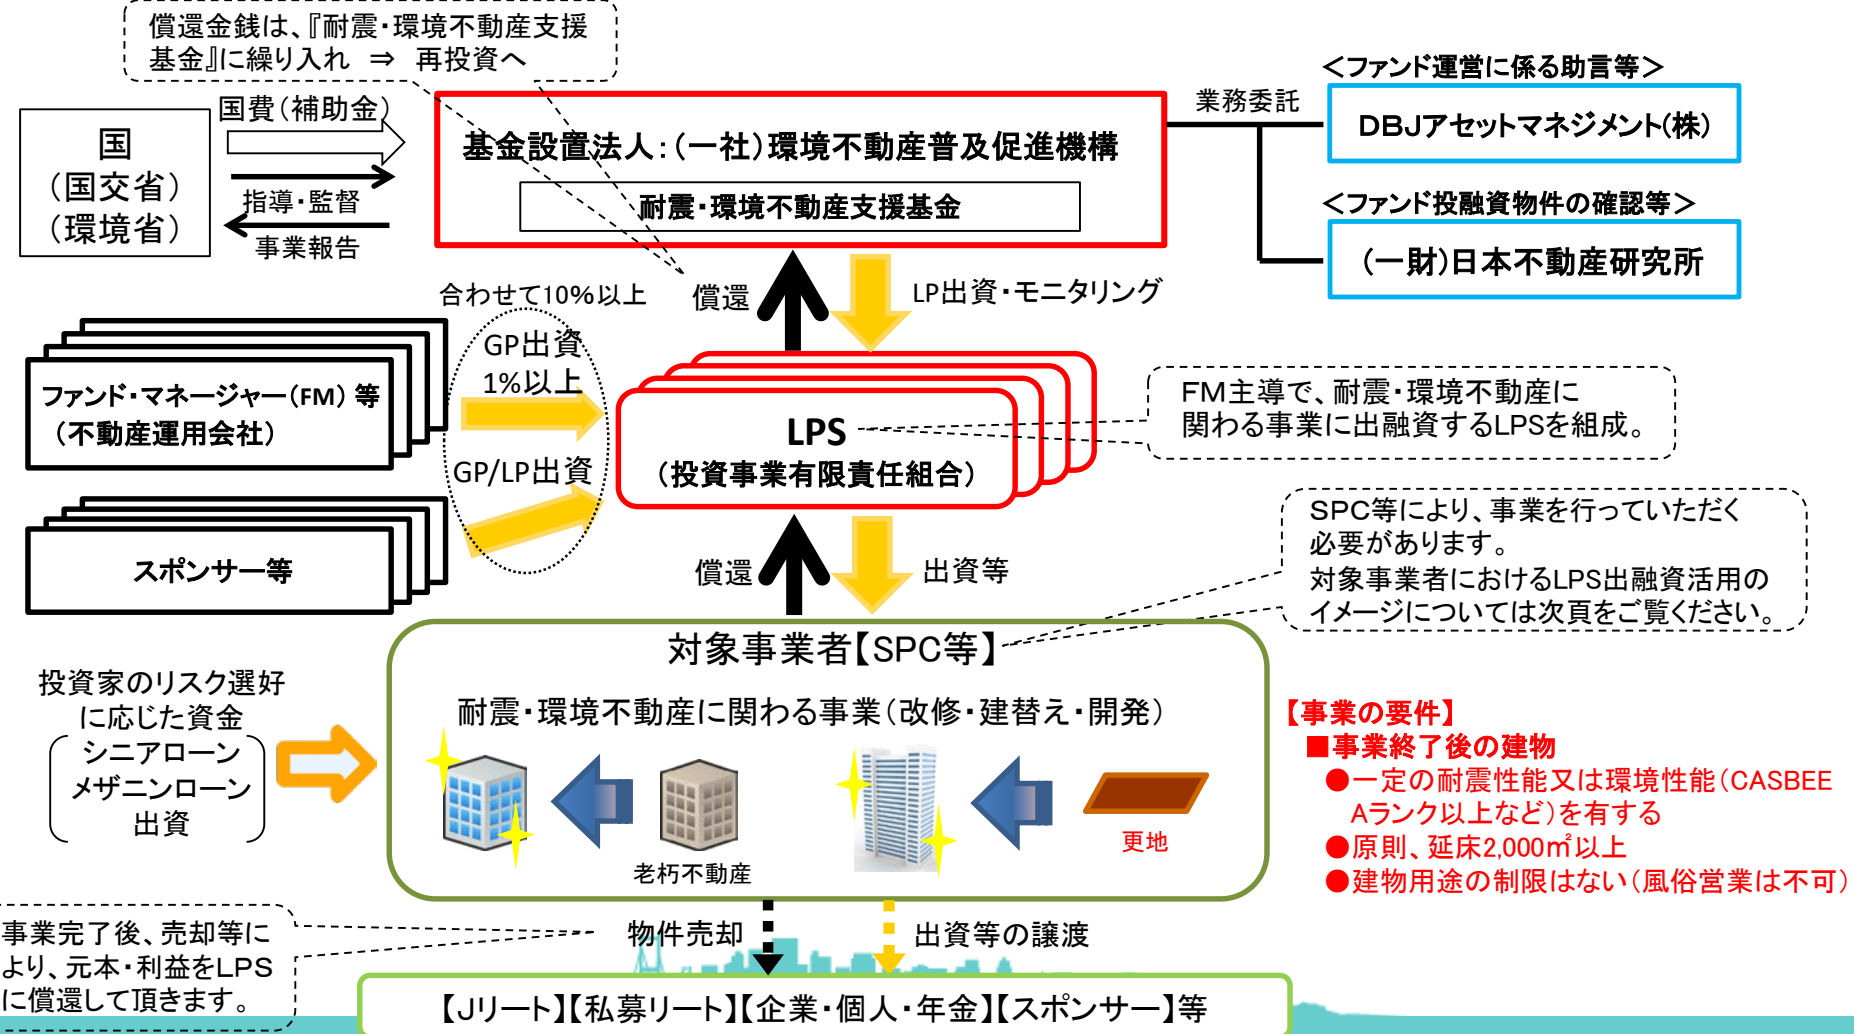 償還金銭は、『耐震・環境不動産支援
基金』に繰り入れ ⇒ 再投資へ
国
（国交省）
（環境省）
国費（補助金）
指導・監督
事業報告
基金設置法人：（一社）環境不動産普及促進機構
耐震・環境不動産支援基金
業務委託
＜ファンド運営に係る助言等＞
ＤＢＪアセットマネジメント(株)
＜ファンド投融資物件の確認等＞
(一財)日本不動産研究所
合わせて10%以上
償還
LP出資・モニタリング
ファンド・マネージャー（FM）等
（不動産運用会社）
GP出資
1%以上
GP/LP出資
スポンサー等
LPS
（投資事業有限責任組合）
ＦＭ主導で、耐震・環境不動産に
関わる事業に出融資するLPSを組成。
償還
出資等
ＳＰＣ等により、事業を行っていただく
必要があります。
対象事業者におけるLPS出融資活用の
イメージについては次頁をご覧ください。
対象事業者【SPC等】
耐震・環境不動産に関わる事業（改修・建替え・開発）
老朽不動産
更地
投資家のリスク選好
に応じた資金
シニアローン
メザニンローン
出資
【事業の要件】
■事業終了後の建物
●一定の耐震性能又は環境性能（CASBEE
Aランク以上など）を有する
●原則、延床2,000㎡以上
●建物用途の制限はない（風俗営業は不可）
事業完了後、売却等に
より、元本・利益をLPS
に償還して頂きます。
物件売却
出資等の譲渡
【Jリート】【私募リート】【企業・個人・年金】【スポンサー】等